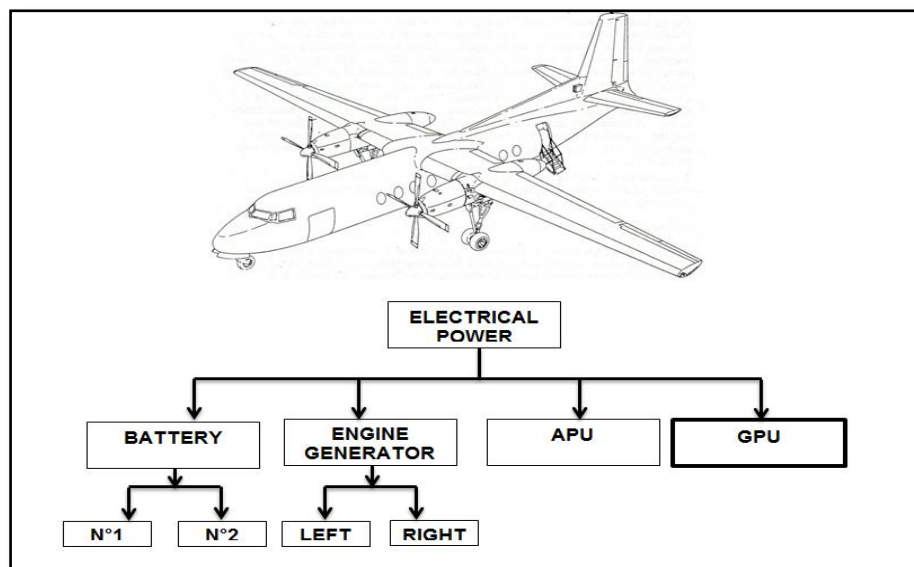 ELECTRICAL
POWER
BATTERY
ENGINE
GENERATOR
APU
GPU
N°1
N°2
LEFT
RIGHT